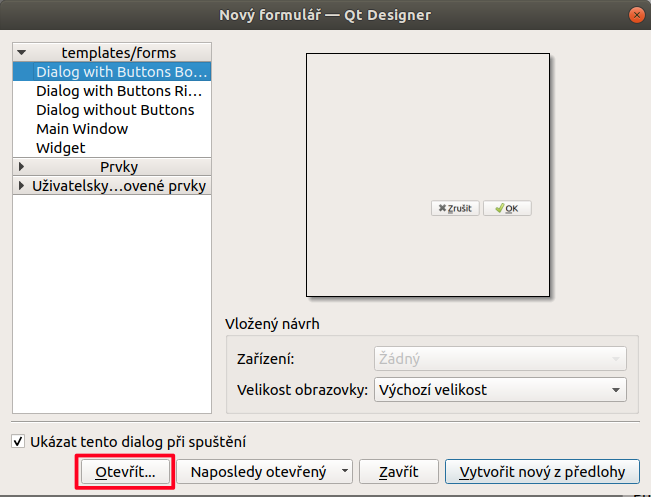 Nový formulář — Qt Designer
templates/forms
Dialog with Buttons Bo...
Dialog with Buttons Ri...
Dialog without Buttons
Main Window
Widget
Prvky
Uživatelsky...ovené prvky
Zrušit OK
Vložený návrh
Zařízení: Žádný
Velikost obrazovky: Výchozí velikost
Ukázat tento dialog při spuštění
Otevřít... Naposledy otevřený Zavřít Vytvořit nový z předlohy